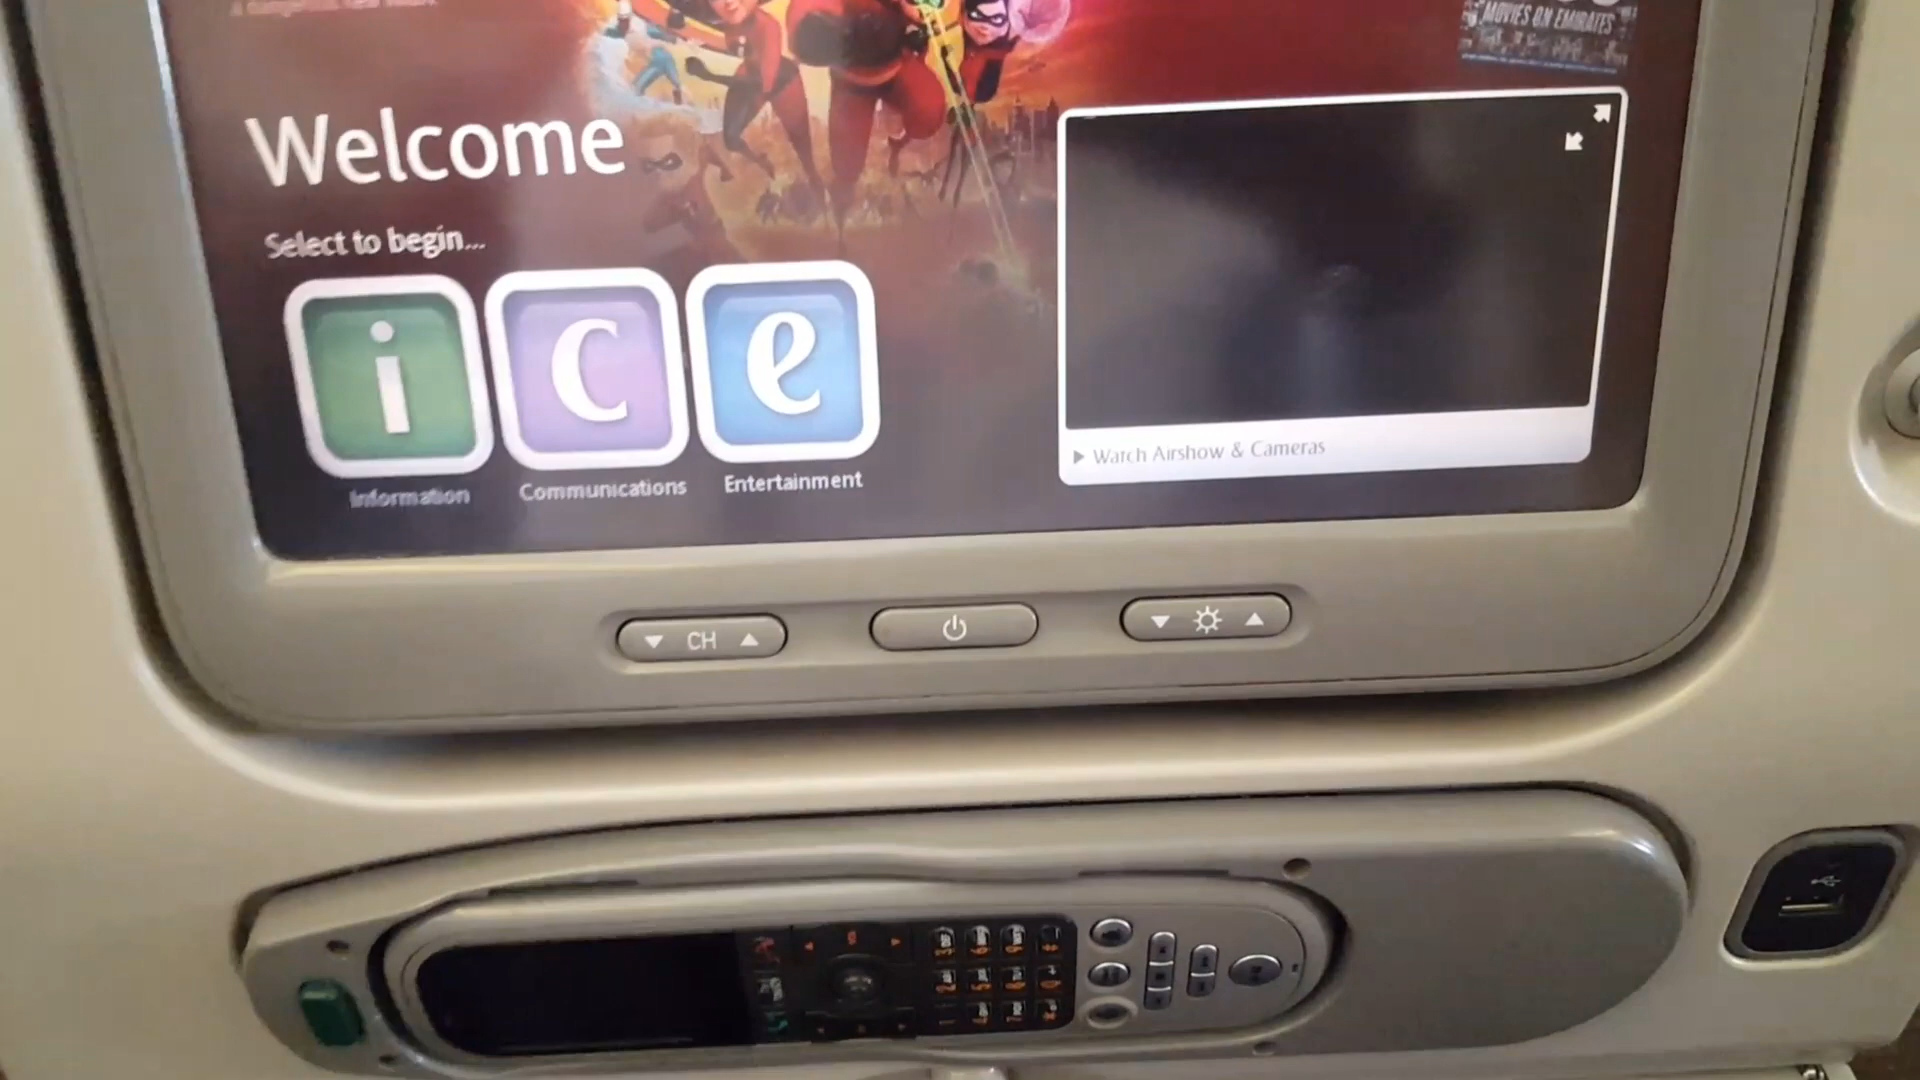 MOVIES ON EMIRATES
Welcome
Select to begin...
i c e
Information Communications Entertainment
Watch Airshow & Cameras
CH